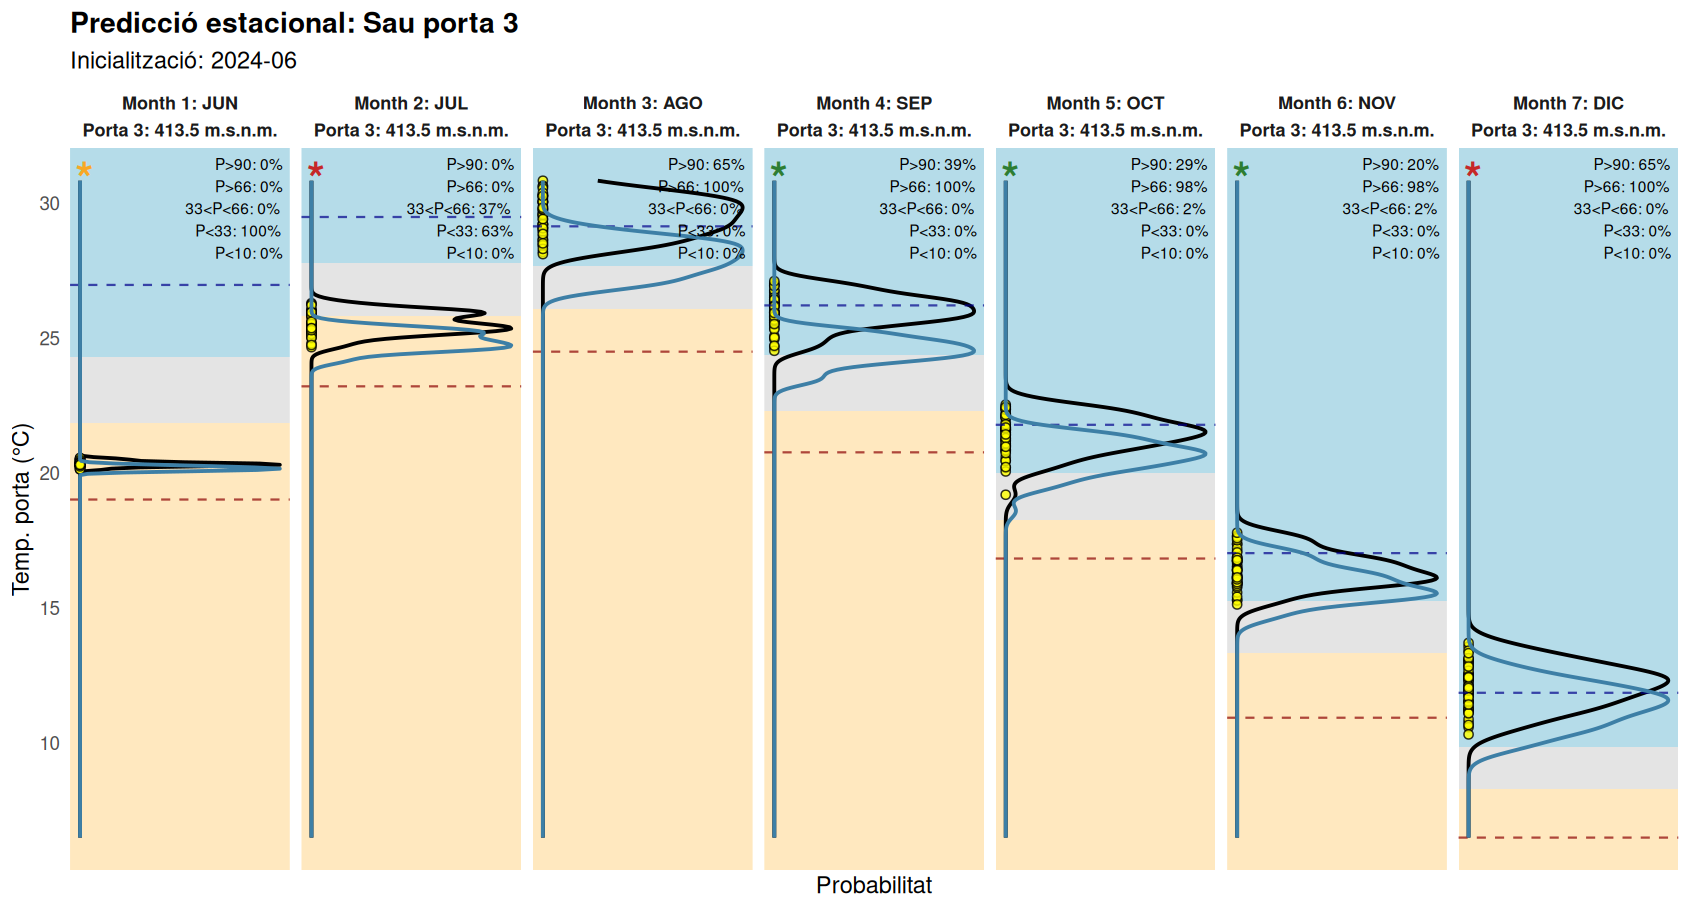 Predicció estacional: Sau porta 3
Inicialització: 2024-06
Month 1: JUN
Porta 3: 413.5 m.s.n.m.
Month 2: JUL
Porta 3: 413.5 m.s.n.m.
Month 3: AGO
Porta 3: 413.5 m.s.n.m.
Month 4: SEP
Porta 3: 413.5 m.s.n.m.
Month 5: OCT
Porta 3: 413.5 m.s.n.m.
Month 6: NOV
Porta 3: 413.5 m.s.n.m.
Month 7: DIC
Porta 3: 413.5 m.s.n.m.
*
P>90: 0%
P>66: 0%
33<P<66: 0%
P<33: 100%
P<10: 0%
*
P>90: 0%
P>66: 0%
33<P<66: 37%
P<33: 63%
P<10: 0%
P>90: 65%
P>66: 100%
33<P<66: 0%
P<33: 0%
P<10: 0%
*
P>90: 39%
P>66: 100%
33<P<66: 0%
P<33: 0%
P<10: 0%
*
P>90: 29%
P>66: 98%
33<P<66: 2%
P<33: 0%
P<10: 0%
*
P>90: 20%
P>66: 98%
33<P<66: 2%
P<33: 0%
P<10: 0%
*
P>90: 65%
P>66: 100%
33<P<66: 0%
P<33: 0%
P<10: 0%
30
25
20
15
10
Temp. porta (°C)
Probabilitat